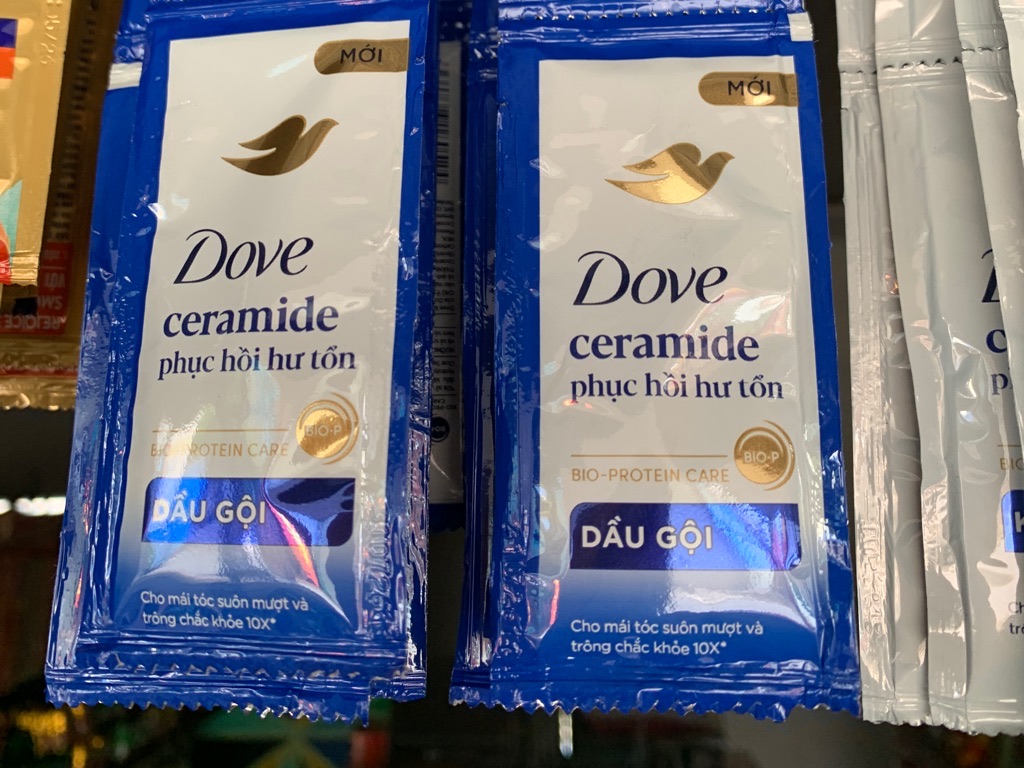 MỚI
Dove
ceramide
phục hồi hư tổn
BIO-PROTEIN CARE
BIO-P
DẦU GỘI
Cho mái tóc suôn mượt và
trông chắc khỏe 10X*
MỚI
Dove
ceramide
phục hồi hư tổn
BIO-PROTEIN CARE
BIO-P
DẦU GỘI
Cho mái tóc suôn mượt và
trông chắc khỏe 10X*